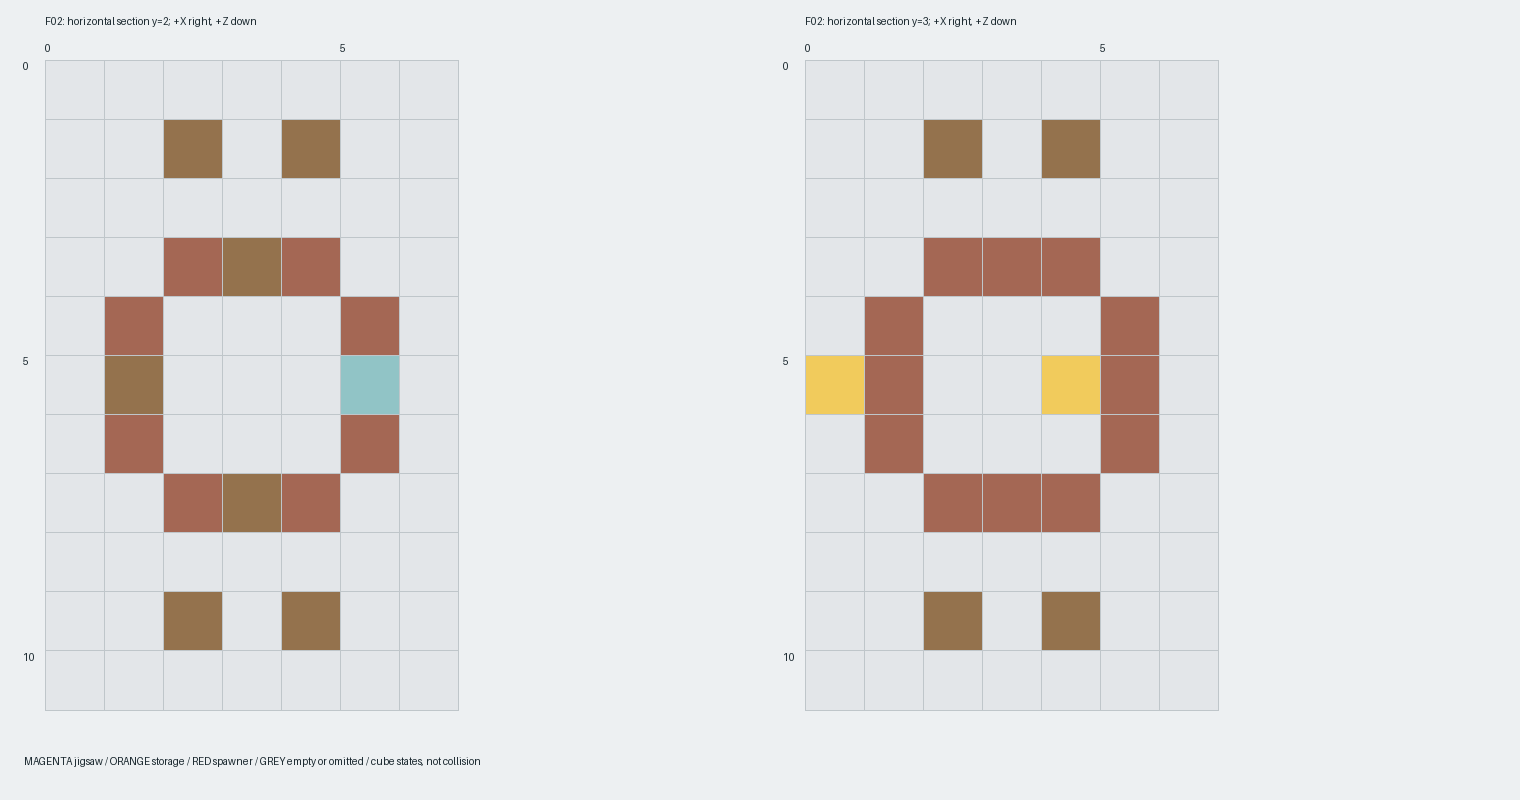 F02: horizontal section y=2; +X right, +Z down
F02: horizontal section y=3; +X right, +Z down
0 5
0 5
0
0
5
5
10
10
MAGENTA jigsaw / ORANGE storage / RED spawner / GREY empty or omitted / cube states, not collision